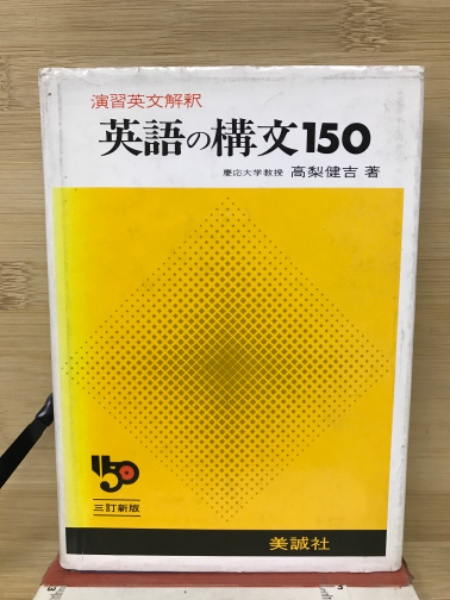 演習英文解釈
英語の構文150
慶応大学教授 高梨健吉 著
150
三訂新版
美誠社